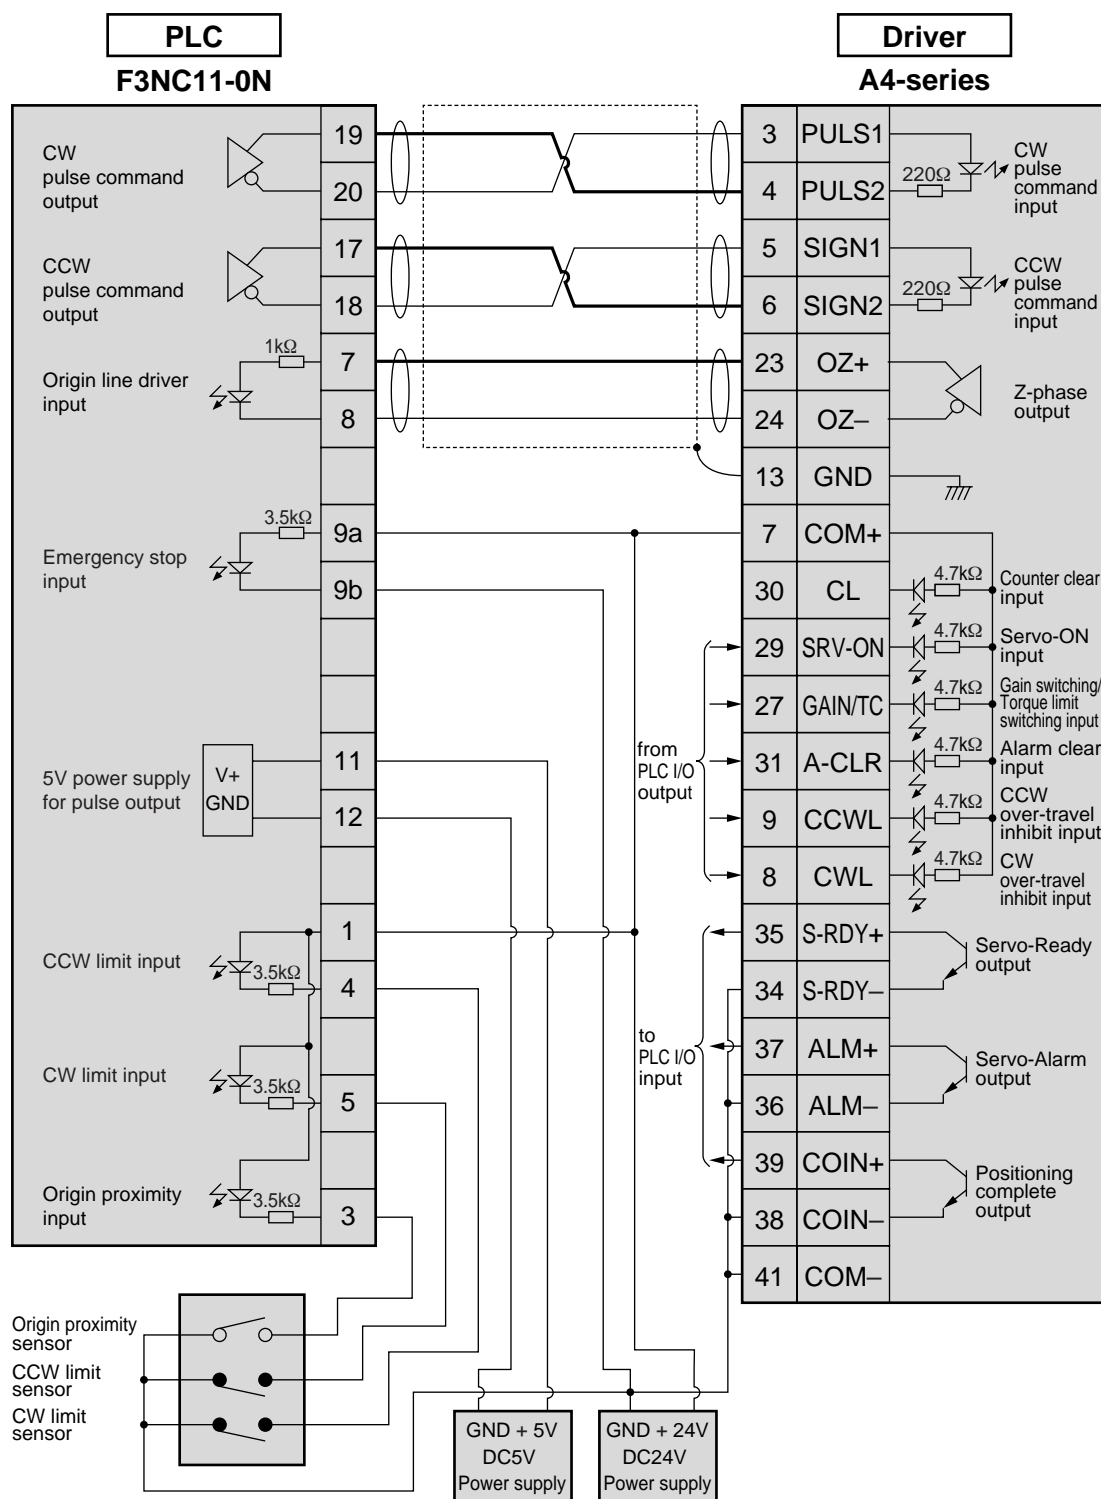 PLC
F3NC11-0N
CW
pulse command
output
19
20
CCW
pulse command
output
17
18
1kΩ
Origin line driver
input
7
8
3.5kΩ
Emergency stop
input
9a
9b
5V power supply
for pulse output
V+
GND
11
12
CCW limit input
3.5kΩ
1
4
CW limit input
3.5kΩ
5
Origin proximity
input
3.5kΩ
3
Driver
A4-series
3 PULS1
4 PULS2
220Ω
CW
pulse
command
input
5 SIGN1
6 SIGN2
220Ω
CCW
pulse
command
input
23 OZ+
24 OZ–
Z-phase
output
13 GND
7 COM+
30 CL
4.7kΩ
Counter clear
input
29 SRV-ON
4.7kΩ
Servo-ON
input
27 GAIN/TC
4.7kΩ
Gain switching/
Torque limit
switching input
31 A-CLR
4.7kΩ
Alarm clear
input
9 CCWL
4.7kΩ
CCW
over-travel
inhibit input
8 CWL
4.7kΩ
CW
over-travel
inhibit input
from
PLC I/O
output
35 S-RDY+
34 S-RDY–
Servo-Ready
output
37 ALM+
36 ALM–
Servo-Alarm
output
39 COIN+
38 COIN–
Positioning
complete
output
41 COM–
to
PLC I/O
input
Origin proximity
sensor
CCW limit
sensor
CW limit
sensor
GND + 5V
DC5V
Power supply
GND + 24V
DC24V
Power supply